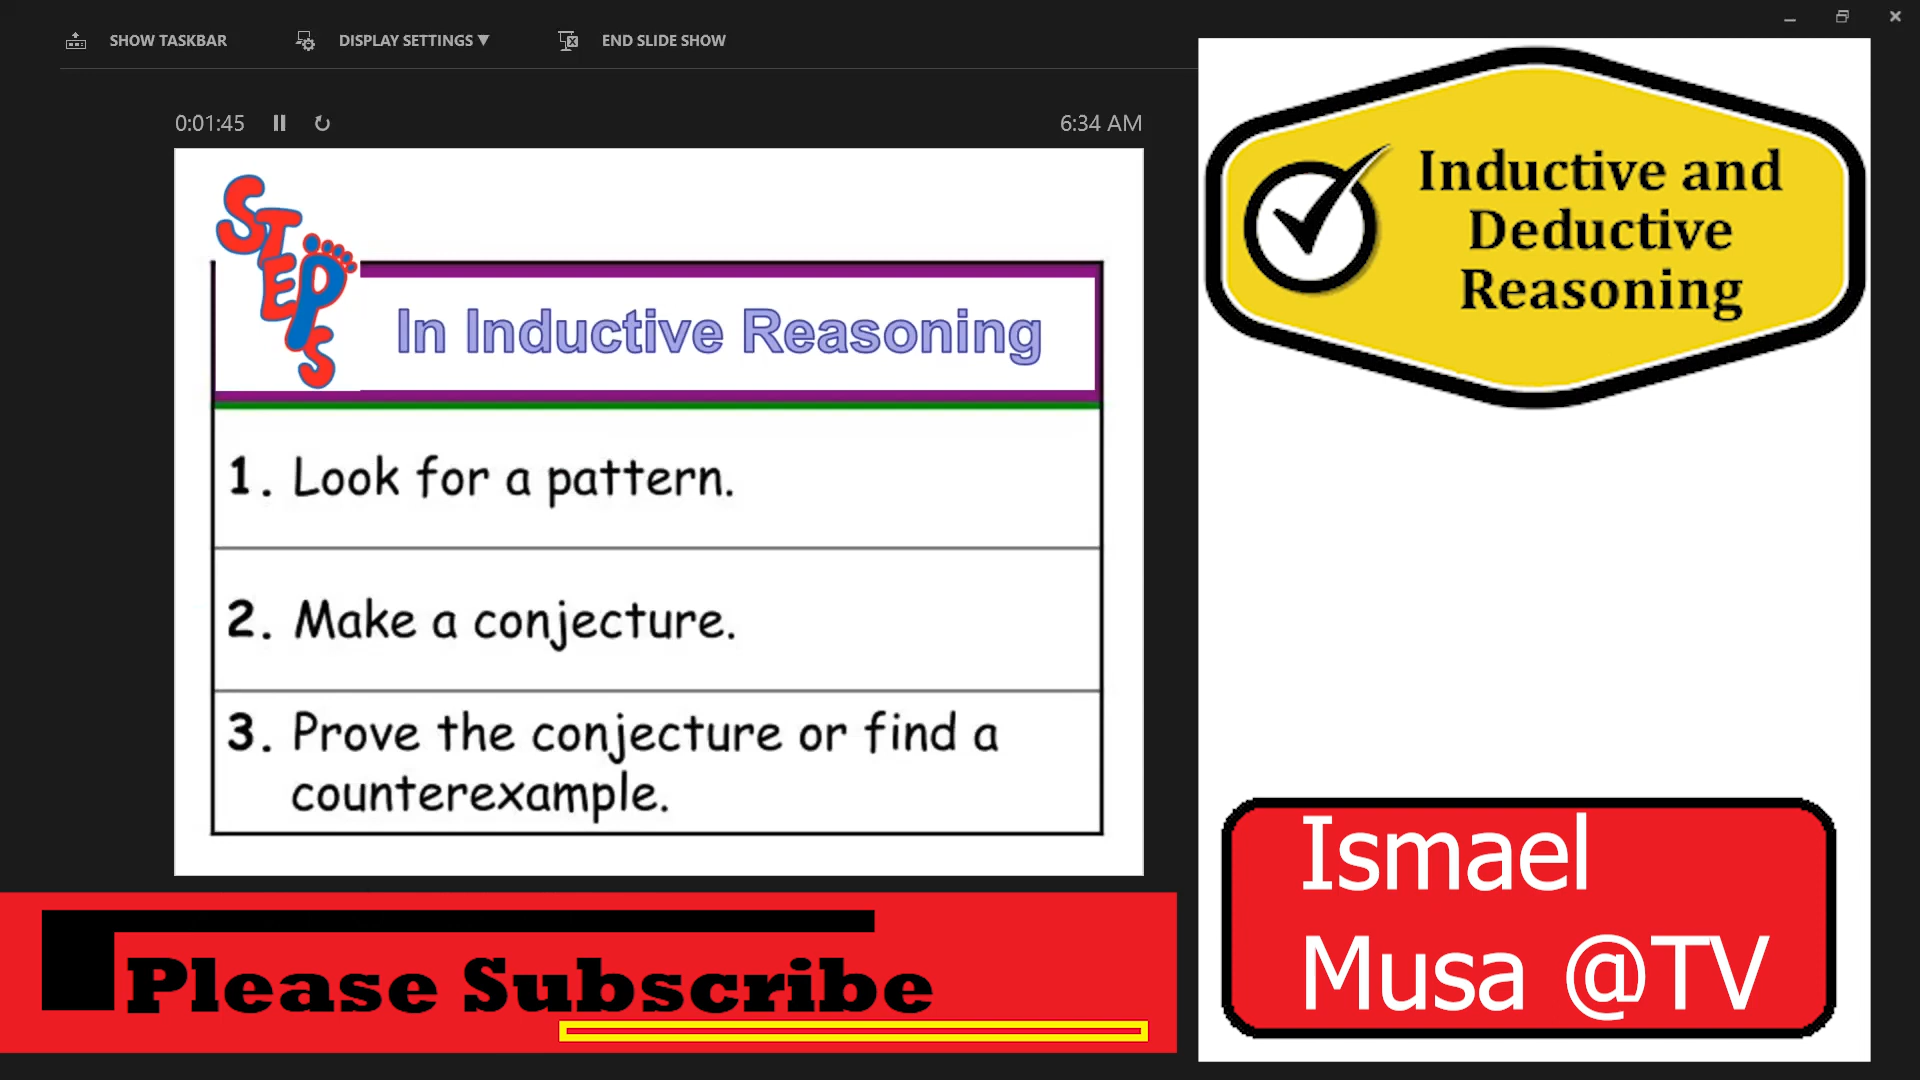 SHOW TASKBAR
DISPLAY SETTINGS ▼
END SLIDE SHOW
0:01:45
6:34 AM
STEPS
In Inductive Reasoning
1. Look for a pattern.
2. Make a conjecture.
3. Prove the conjecture or find a
counterexample.
Please Subscribe
Inductive and
Deductive
Reasoning
Ismael
Musa @TV